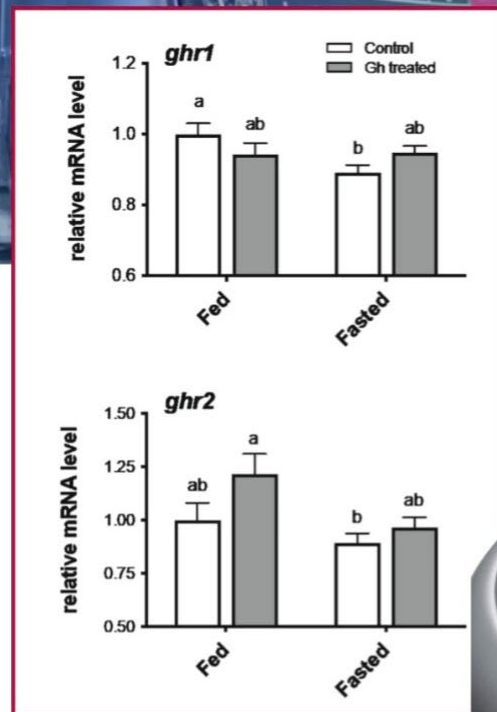 ghr1
Control
Gh treated
relative mRNA level
1.2
1.0
0.8
0.6
a
ab
b
ab
Fed
Fasted
ghr2
relative mRNA level
1.50
1.25
1.00
0.75
0.50
ab
a
b
ab
Fed
Fasted